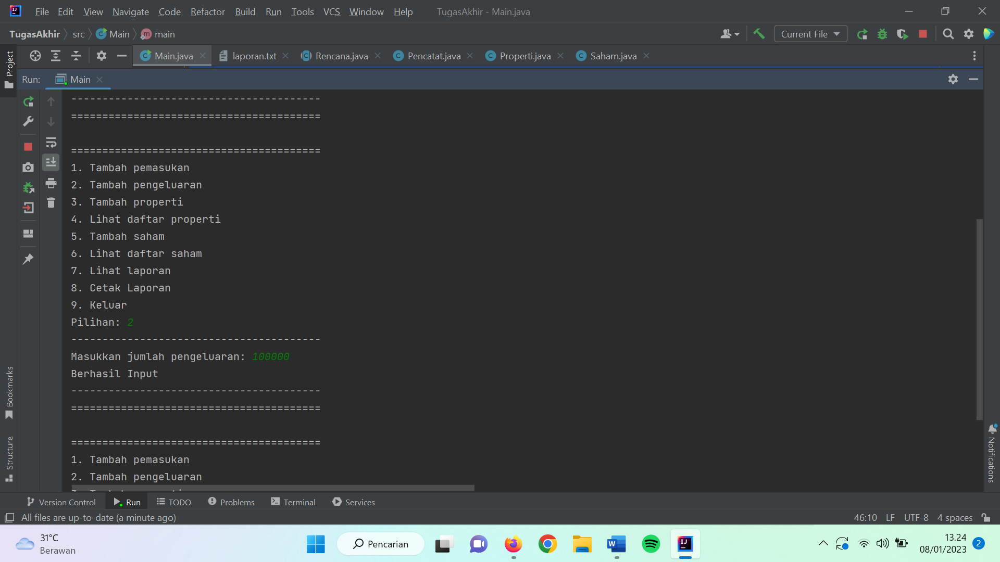 File Edit View Navigate Code Refactor Build Run Tools VCS Window Help TugasAkhir - Main.java
TugasAkhir src Main main Current File
Project
Main.java laporan.txt Rencana.java Pencatat.java Properti.java Saham.java
Run: Main
----------------------------------------
========================================
========================================
1. Tambah pemasukan
2. Tambah pengeluaran
3. Tambah properti
4. Lihat daftar properti
5. Tambah saham
6. Lihat daftar saham
7. Lihat laporan
8. Cetak Laporan
9. Keluar
Pilihan: 2
----------------------------------------
Masukkan jumlah pengeluaran: 100000
Berhasil Input
----------------------------------------
========================================
========================================
1. Tambah pemasukan
2. Tambah pengeluaran
Bookmarks
Structure
Notifications
Version Control Run TODO Problems Terminal Services
All files are up-to-date (a minute ago) 46:10 LF UTF-8 4 spaces
31°C
Berawan
Pencarian
13.24
08/01/2023
2